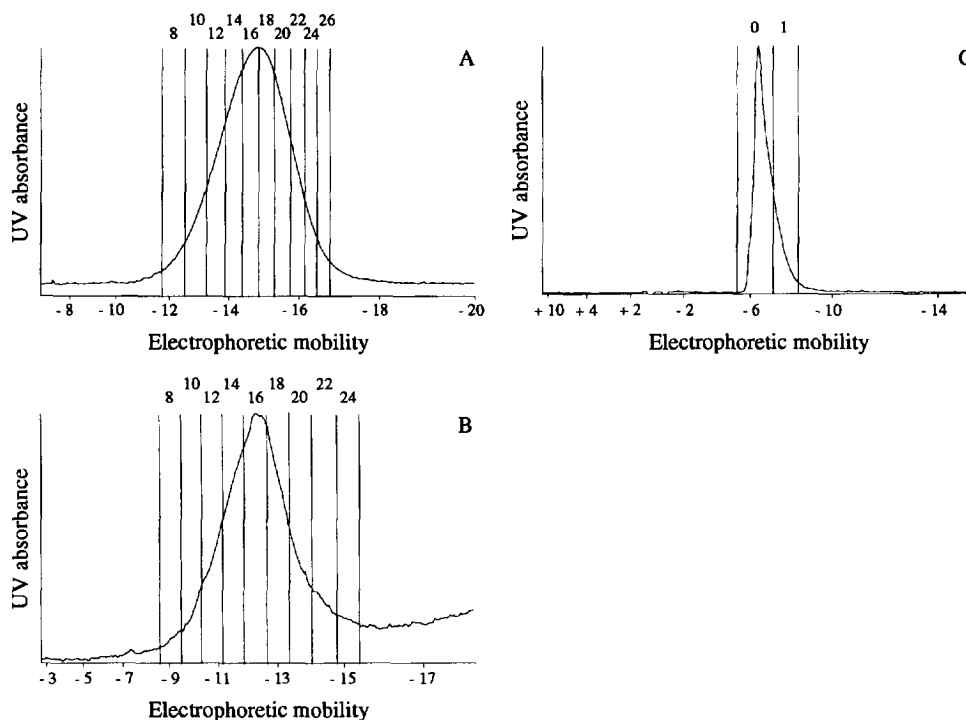 10 14 18 22 26
8 12 16 20 24
A
UV absorbance
- 8 - 10 - 12 - 14 - 16 - 18 - 20
Electrophoretic mobility
0 1
UV absorbance
+ 10 + 4 + 2 - 2 - 6 - 10 - 14
Electrophoretic mobility
10 14 18 22
8 12 16 20 24
B
UV absorbance
- 3 - 5 - 7 - 9 - 11 - 13 - 15 - 17
Electrophoretic mobility